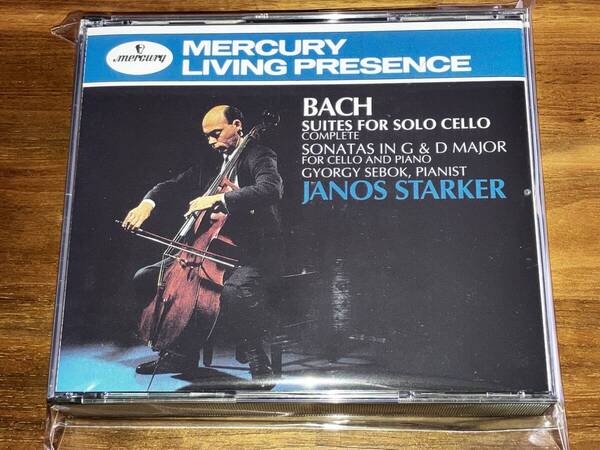 mercury
MERCURY
LIVING PRESENCE
BACH
SUITES FOR SOLO CELLO
COMPLETE
SONATAS IN G & D MAJOR
FOR CELLO AND PIANO
GYORGY SEBOK, PIANIST
JANOS STARKER